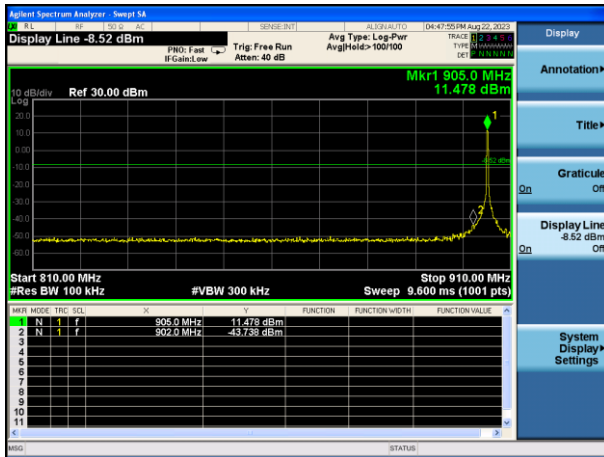 Agilent Spectrum Analyzer - Swept SA
RL RF 50 Ω AC SENSE:INT ALIGN AUTO 04:47:55 PM Aug 22, 2023
Display Line -8.52 dBm
PNO: Fast
IFGain:Low
Trig: Free Run
Atten: 40 dB
Avg Type: Log-Pwr
Avg|Hold>100/100
TRACE 1 2 3 4 5 6
TYPE M
DET P N N N N N
Mkr1 905.0 MHz
11.478 dBm
10 dB/div Ref 30.00 dBm
Log
20.0
10.0
0.00
-10.0
-20.0
-30.0
-40.0
-50.0
-60.0
1
-8.52 dBm
2
Start 810.00 MHz Stop 910.00 MHz
#Res BW 100 kHz #VBW 300 kHz Sweep 9.600 ms (1001 pts)
MKR MODE TRC SCL X Y FUNCTION FUNCTION WIDTH FUNCTION VALUE
1 N 1 f 905.0 MHz 11.478 dBm
2 N 1 f 902.0 MHz -43.738 dBm
3
4
5
6
7
8
9
10
11
MSG STATUS
Display
Annotation
Title
Graticule
On Off
Display Line
-8.52 dBm
On Off
System
Display
Settings